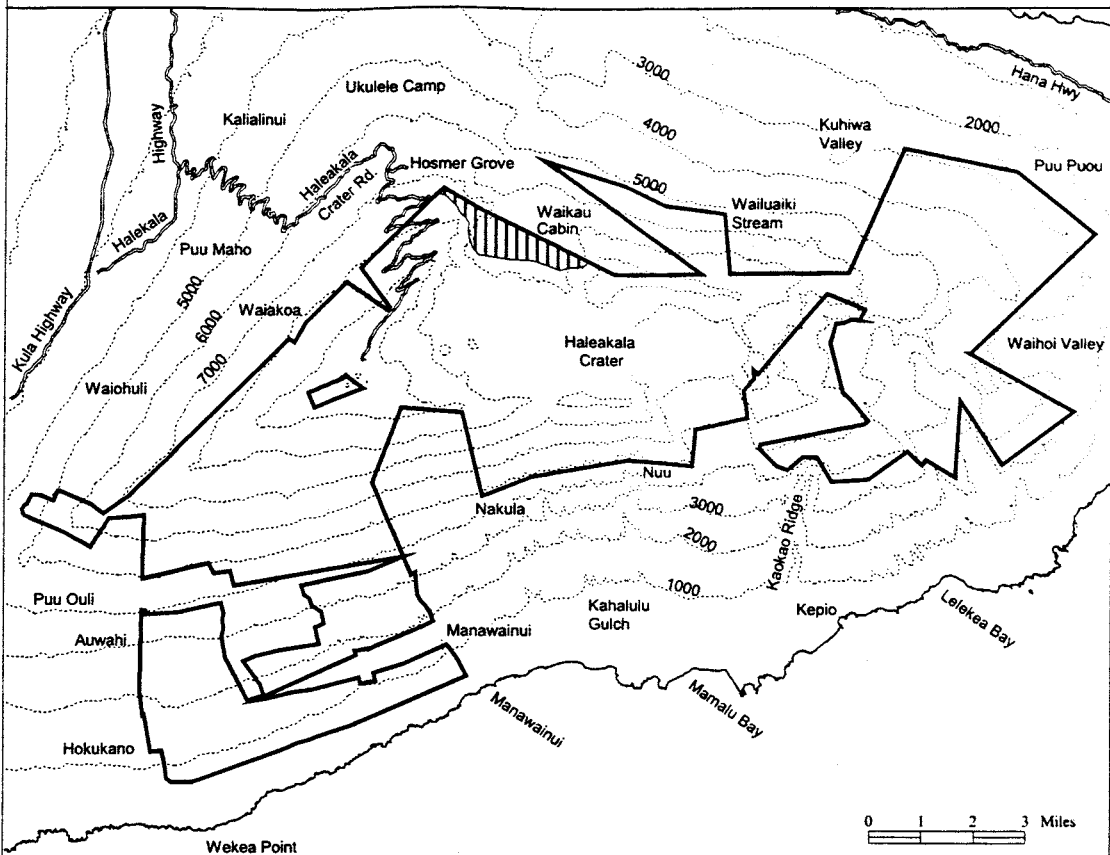 3000
Hana Hwy
Ukulele Camp
Highway
Kalialinui
4000
Kuhiwa
Valley
2000
Hosmer Grove
Puu Puou
Haleakala
Crater Rd.
5000
Waikau
Cabin
Wailuaiki
Stream
Halekala
Puu Maho
5000
Kula Highway
Waiakoa
6000
Haleakala
Crater
Waihoi Valley
7000
Waiohuli
Nuu
Nakula
3000
Kaokao Ridge
2000
1000
Puu Ouli
Kahalulu
Gulch
Kepio
Lelekea Bay
Auwahi
Manawainui
Manawainui
Mamalu Bay
Hokukano
0 1 2 3 Miles
Wekea Point